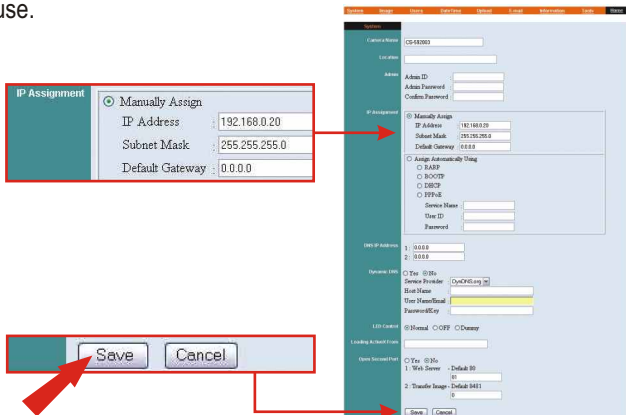 use.
IP Assignment
Manually Assign
IP Address : 192.168.0.20
Subnet Mask : 255.255.255.0
Default Gateway : 0.0.0.0
Save Cancel
System Image Users DateTime Upload E-mail Information Tools Home
System
Camera Name CS-592003
Location
Admin
Admin ID :
Admin Password :
Confirm Password :
IP Assignment
Manually Assign
IP Address : 192.168.0.20
Subnet Mask : 255.255.255.0
Default Gateway : 0.0.0.0
Assign Automatically Using
RARP
BOOTP
DHCP
PPPoE
Service Name :
User ID :
Password :
DNS IP Address
1 : 0.0.0.0
2 : 0.0.0.0
Dynamic DNS
Yes No
Service Provider : DynDNS.org
Host Name :
User Name/Email :
Password/Key :
LED Control Normal OFF Dummy
Loading ActiveX From
Open Second Port
Yes No
1 : Web Server - Default 80
81
2 : Transfer Image - Default 8481
0
Save Cancel